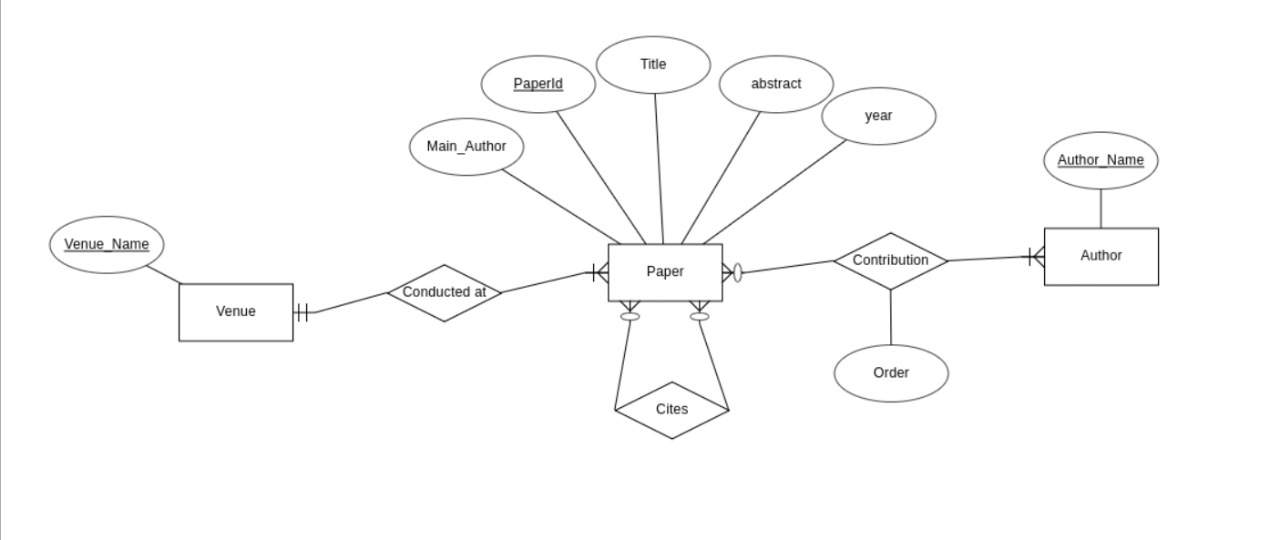 Title
PaperId
abstract
year
Main_Author
Author_Name
Venue_Name
Author
Contribution
Paper
Conducted at
Venue
Order
Cites